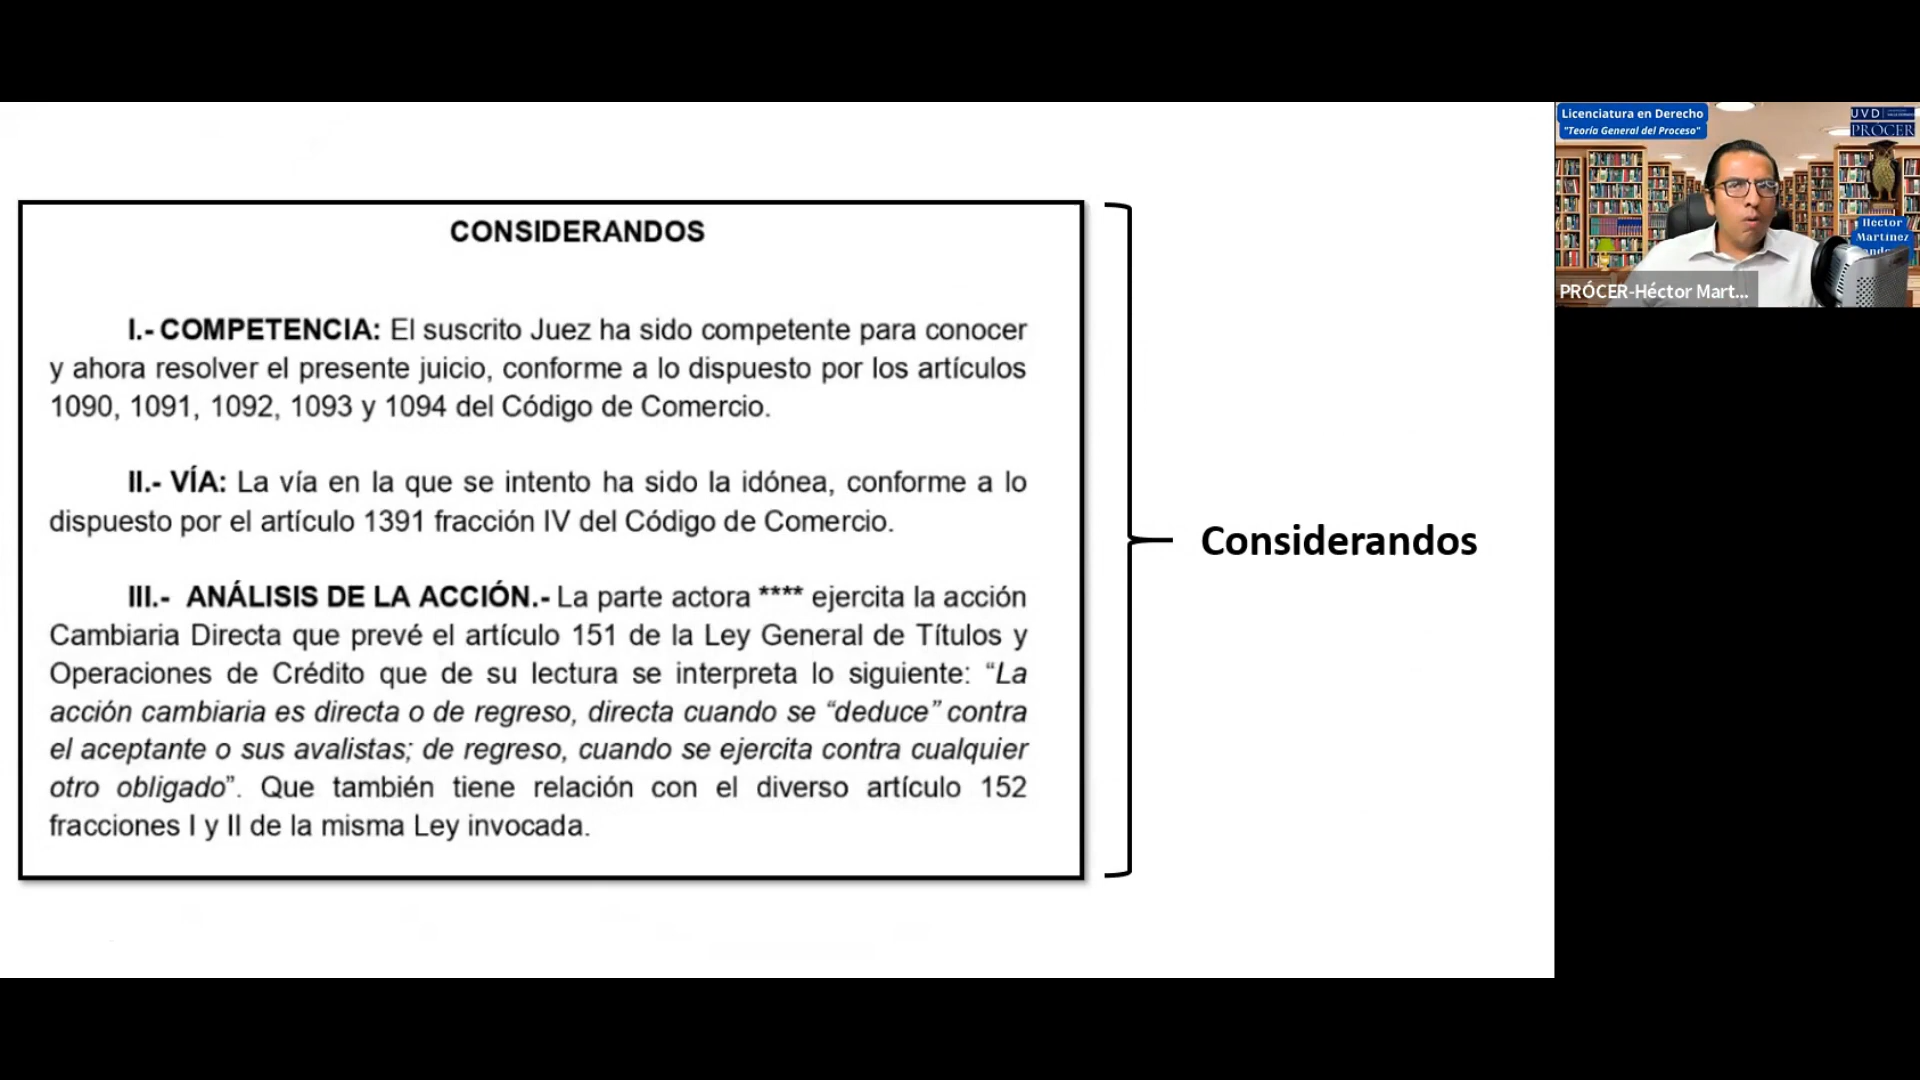 CONSIDERANDOS
I.- COMPETENCIA: El suscrito Juez ha sido competente para conocer
y ahora resolver el presente juicio, conforme a lo dispuesto por los artículos
1090, 1091, 1092, 1093 y 1094 del Código de Comercio.
II.- VÍA: La vía en la que se intento ha sido la idónea, conforme a lo
dispuesto por el artículo 1391 fracción IV del Código de Comercio.
III.- ANÁLISIS DE LA ACCIÓN.- La parte actora **** ejercita la acción
Cambiaria Directa que prevé el artículo 151 de la Ley General de Títulos y
Operaciones de Crédito que de su lectura se interpreta lo siguiente: “La
acción cambiaria es directa o de regreso, directa cuando se “deduce” contra
el aceptante o sus avalistas; de regreso, cuando se ejercita contra cualquier
otro obligado”. Que también tiene relación con el diverso artículo 152
fracciones I y II de la misma Ley invocada.
Considerandos
Licenciatura en Derecho
"Teoría General del Proceso"
UVD
PRÓCER
Héctor
Martínez
PRÓCER-Héctor Mart...